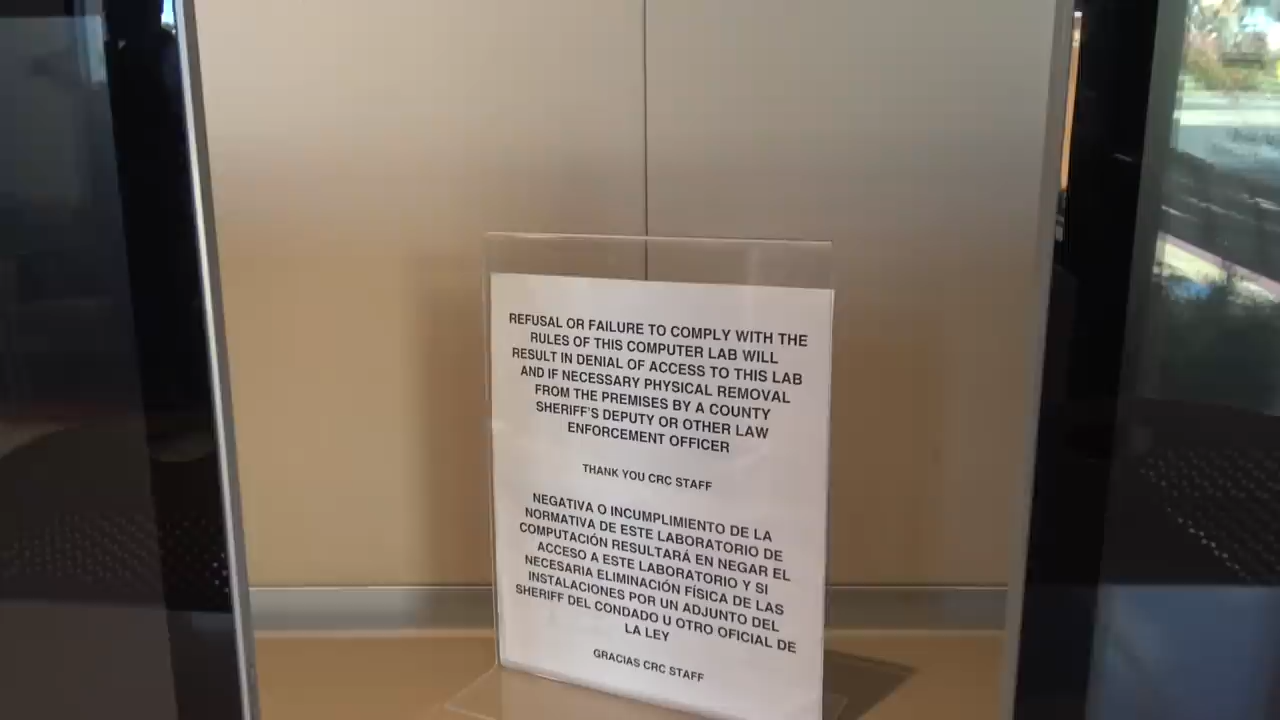 REFUSAL OR FAILURE TO COMPLY WITH THE
RULES OF THIS COMPUTER LAB WILL
RESULT IN DENIAL OF ACCESS TO THIS LAB
AND IF NECESSARY PHYSICAL REMOVAL
FROM THE PREMISES BY A COUNTY
SHERIFF'S DEPUTY OR OTHER LAW
ENFORCEMENT OFFICER
THANK YOU CRC STAFF
NEGATIVA O INCUMPLIMIENTO DE LA
NORMATIVA DE ESTE LABORATORIO DE
COMPUTACIÓN RESULTARÁ EN NEGAR EL
ACCESO A ESTE LABORATORIO Y SI
NECESARIA ELIMINACIÓN FÍSICA DE LAS
INSTALACIONES POR UN ADJUNTO DEL
SHERIFF DEL CONDADO U OTRO OFICIAL DE
LA LEY
GRACIAS CRC STAFF